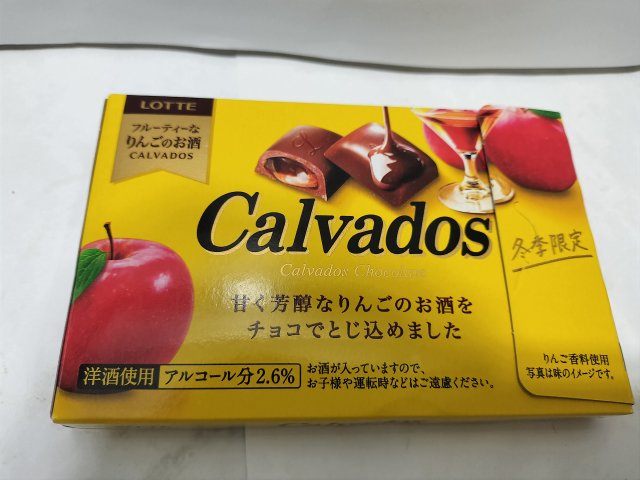 LOTTE
フルーティーな
りんごのお酒
CALVADOS
Calvados
Calvados Chocolate
冬季限定
甘く芳醇なりんごのお酒を
チョコでとじ込めました
洋酒使用 アルコール分2.6%
お酒が入っていますので、
お子様や運転時などはご遠慮ください。
りんご香料使用
写真は味のイメージです。